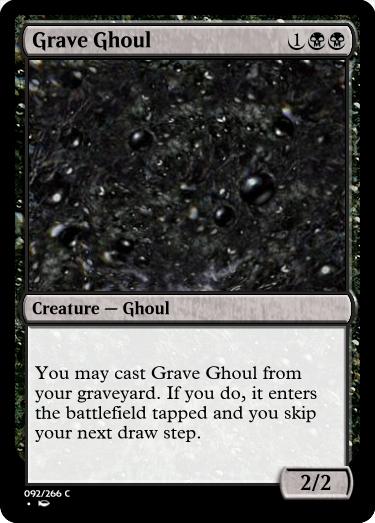 Grave Ghoul 1
Creature — Ghoul
You may cast Grave Ghoul from
your graveyard. If you do, it enters
the battlefield tapped and you skip
your next draw step.
2/2
092/266 C